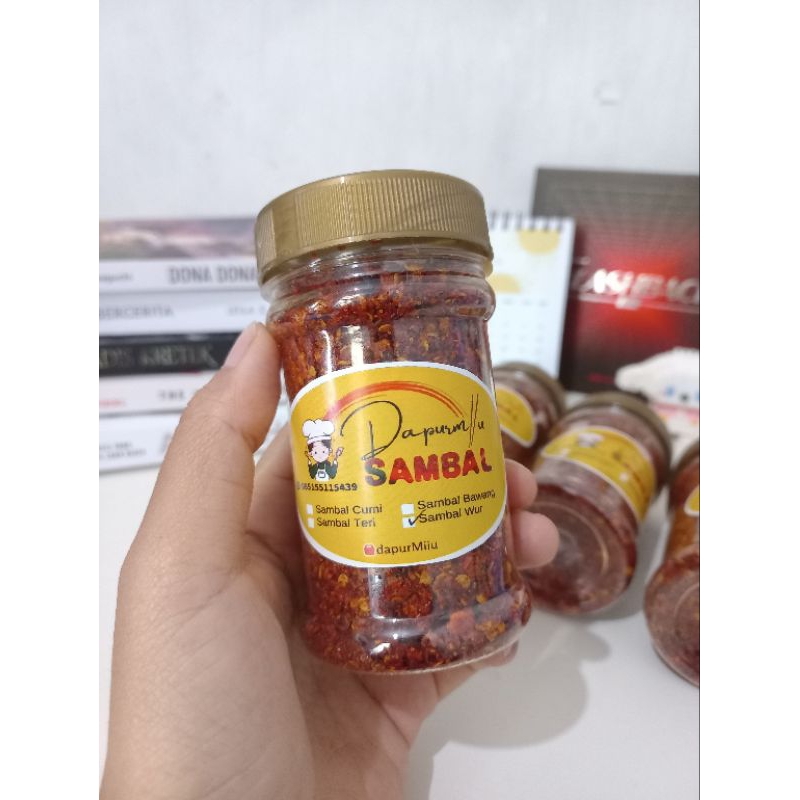 DONA DONA
BERCERITA
Dapurmiiu
SAMBAL
085155115439
Sambal Cumi
Sambal Bawang
Sambal Teri
Sambal Wur
dapurMiiu